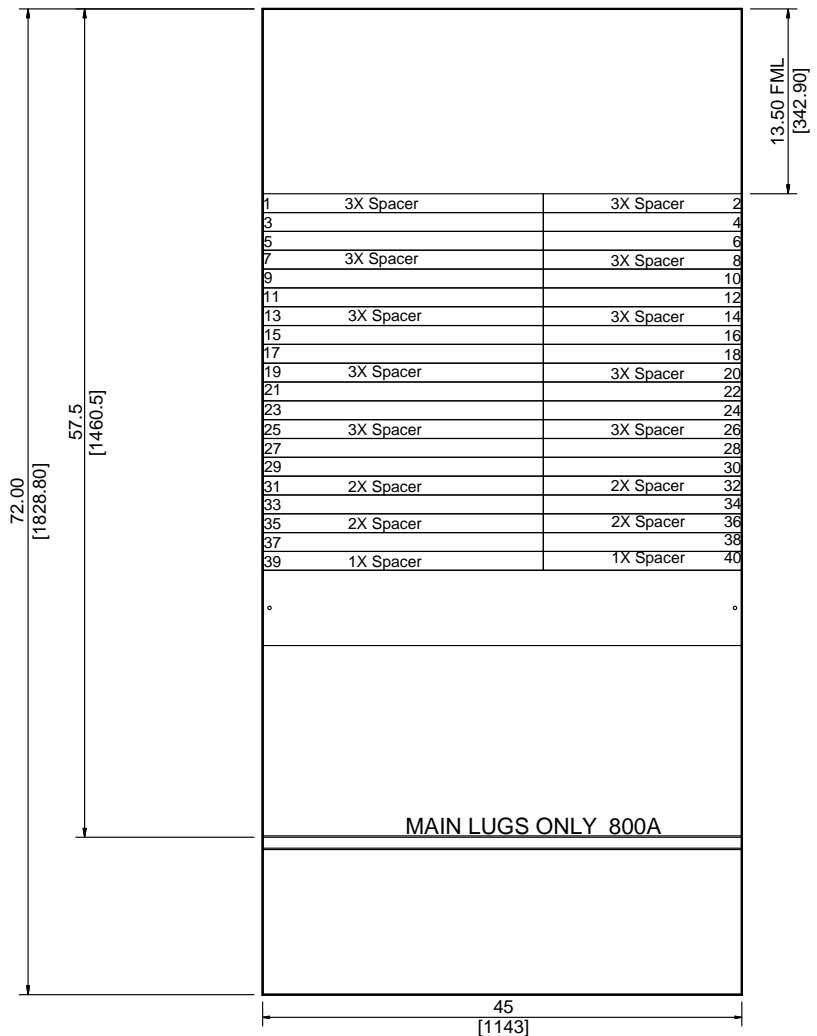 13.50 FML
[342.90]
1 3X Spacer 3X Spacer 2
3 4
5 6
7 3X Spacer 3X Spacer 8
9 10
11 12
13 3X Spacer 3X Spacer 14
15 16
17 18
19 3X Spacer 3X Spacer 20
21 22
23 24
25 3X Spacer 3X Spacer 26
27 28
29 30
31 2X Spacer 2X Spacer 32
33 34
35 2X Spacer 2X Spacer 36
37 38
39 1X Spacer 1X Spacer 40
57.5
[1460.5]
72.00
[1828.80]
MAIN LUGS ONLY 800A
45
[1143]